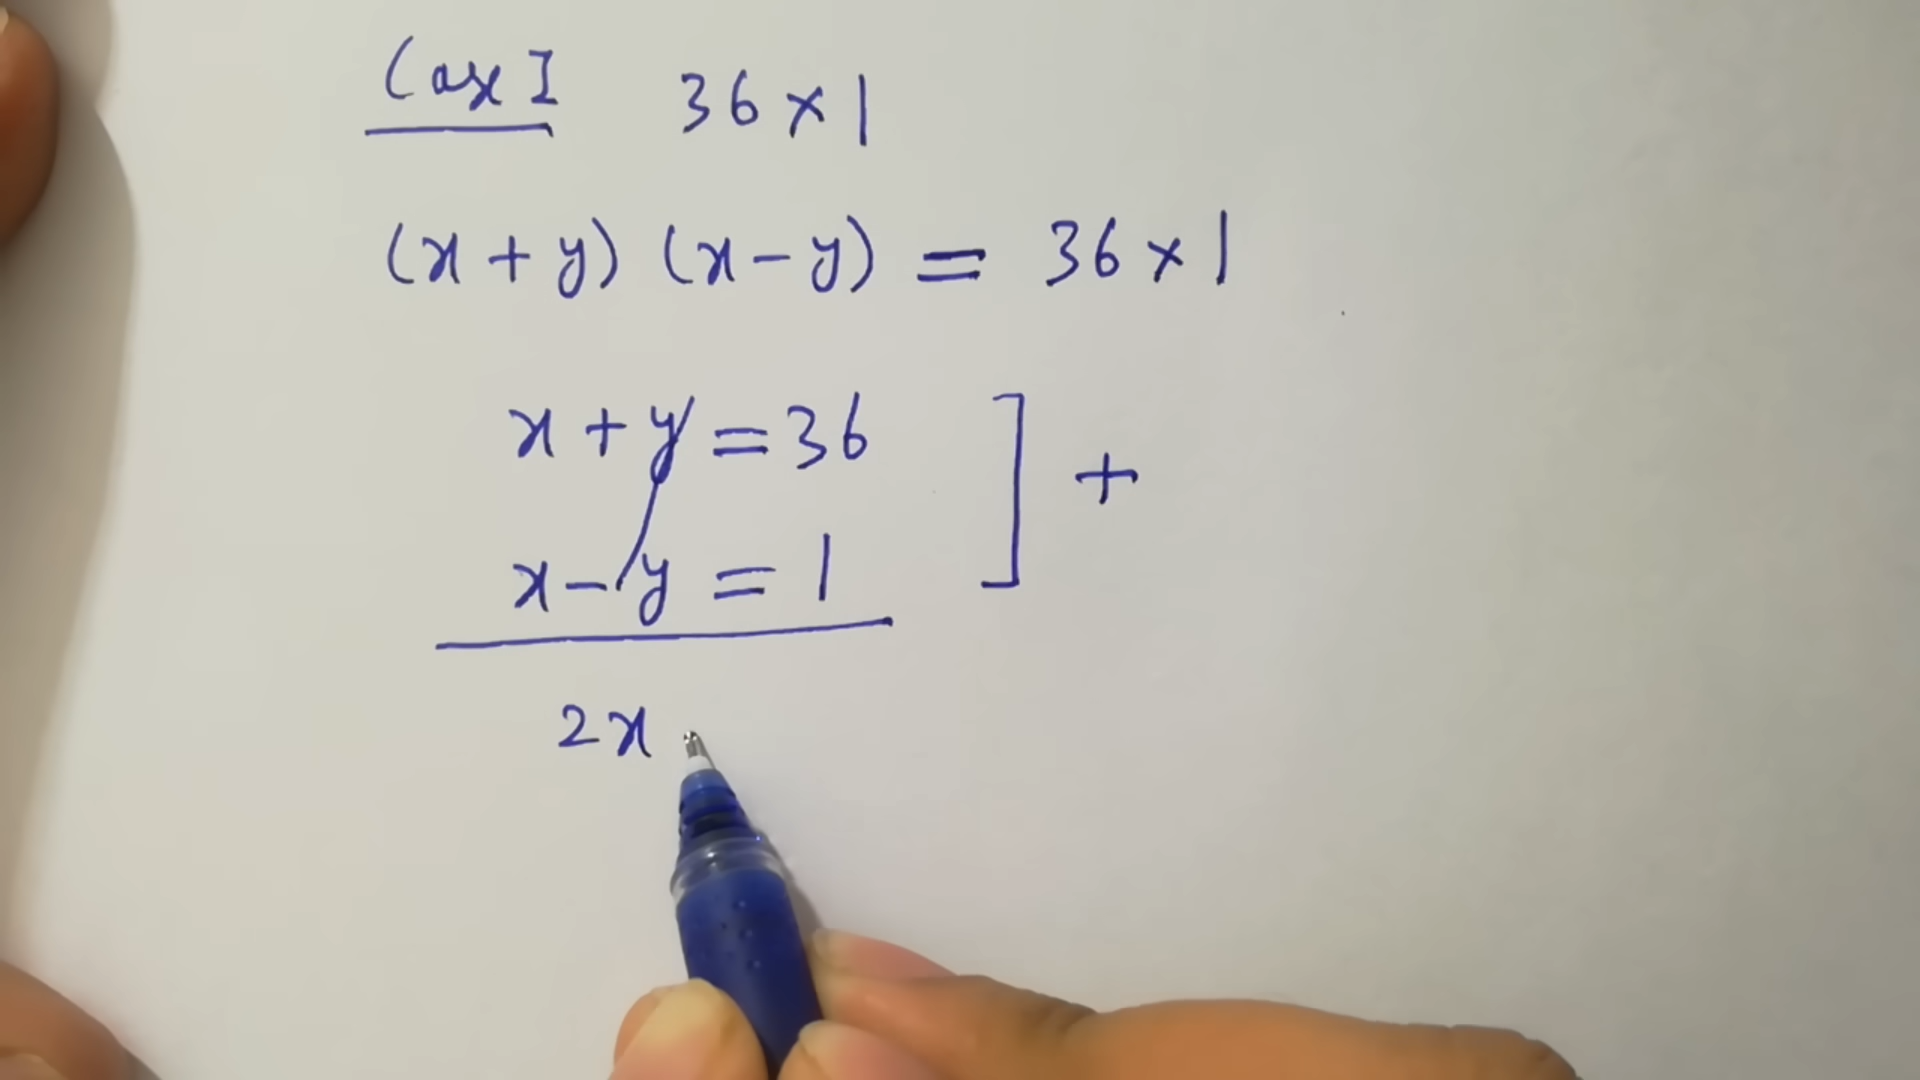 Case I 36 × 1
(x + y) (x - y) = 36 × 1
x + y = 36
x - y = 1
] +
2x